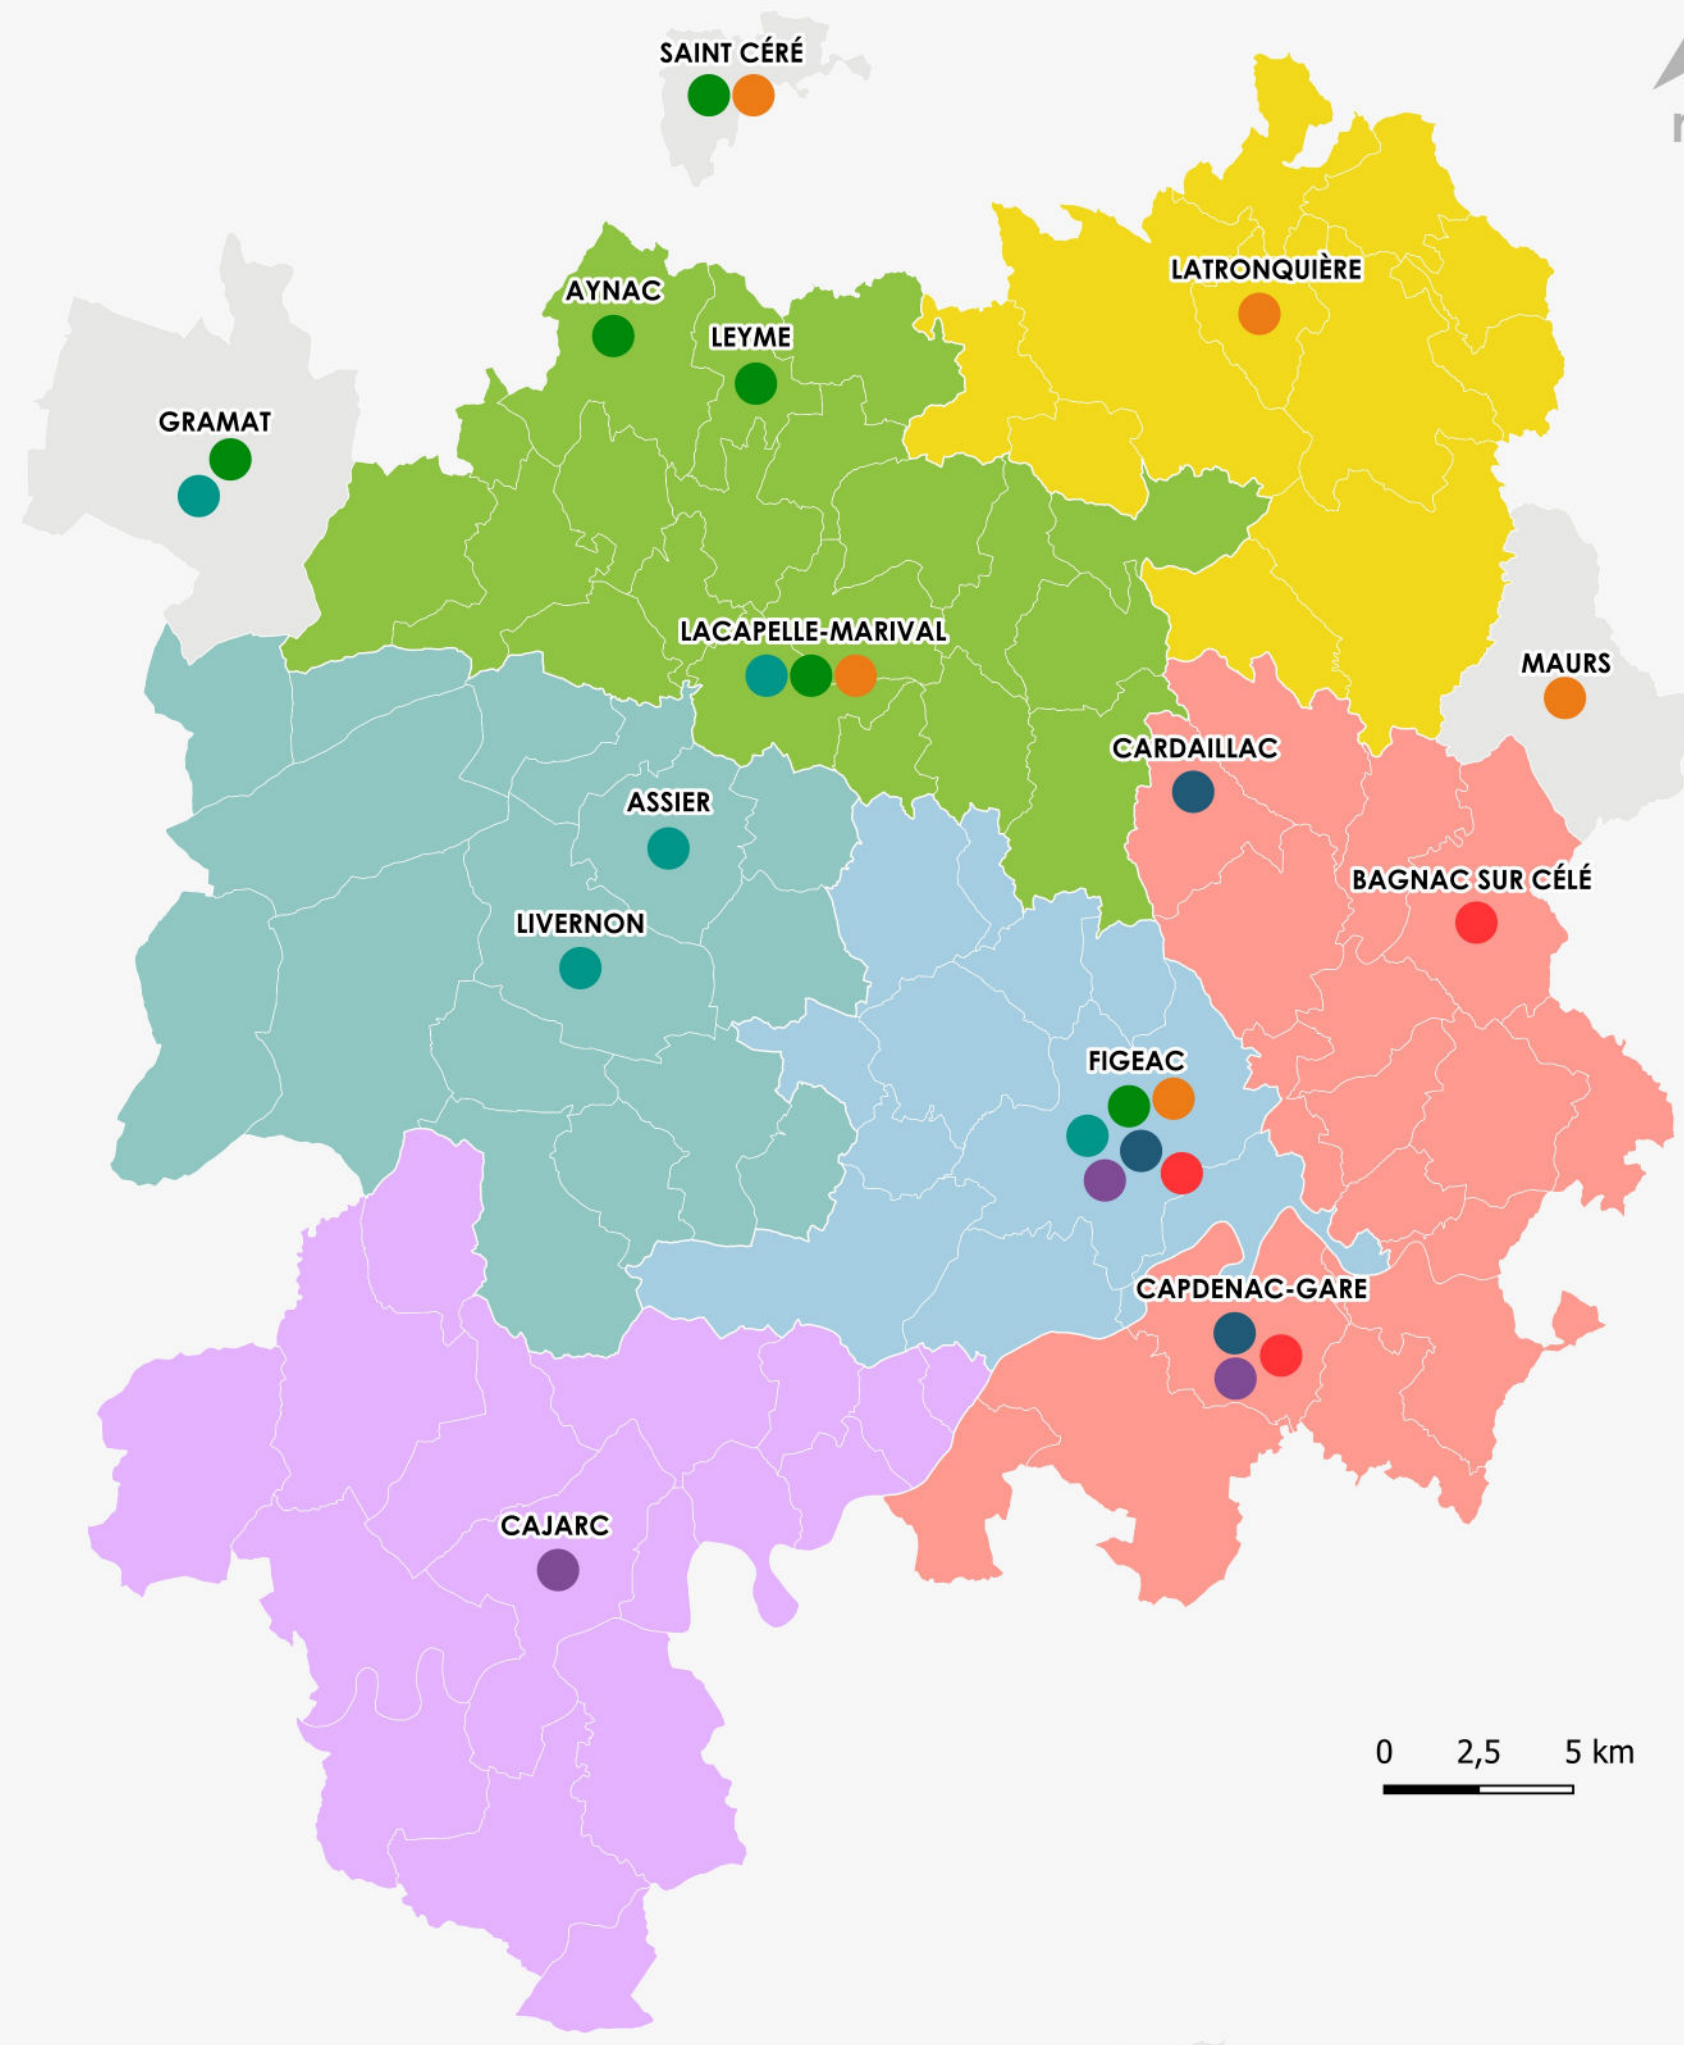 SAINT CÉRÉ
LATRONQUIÈRE
AYNAC
LEYME
GRAMAT
LACAPELLE-MARIVAL
MAURS
CARDAILLAC
ASSIER
BAGNAC SUR CÉLÉ
LIVERNON
FIGEAC
CAPDENAC-GARE
CAJARC
0 2,5 5 km